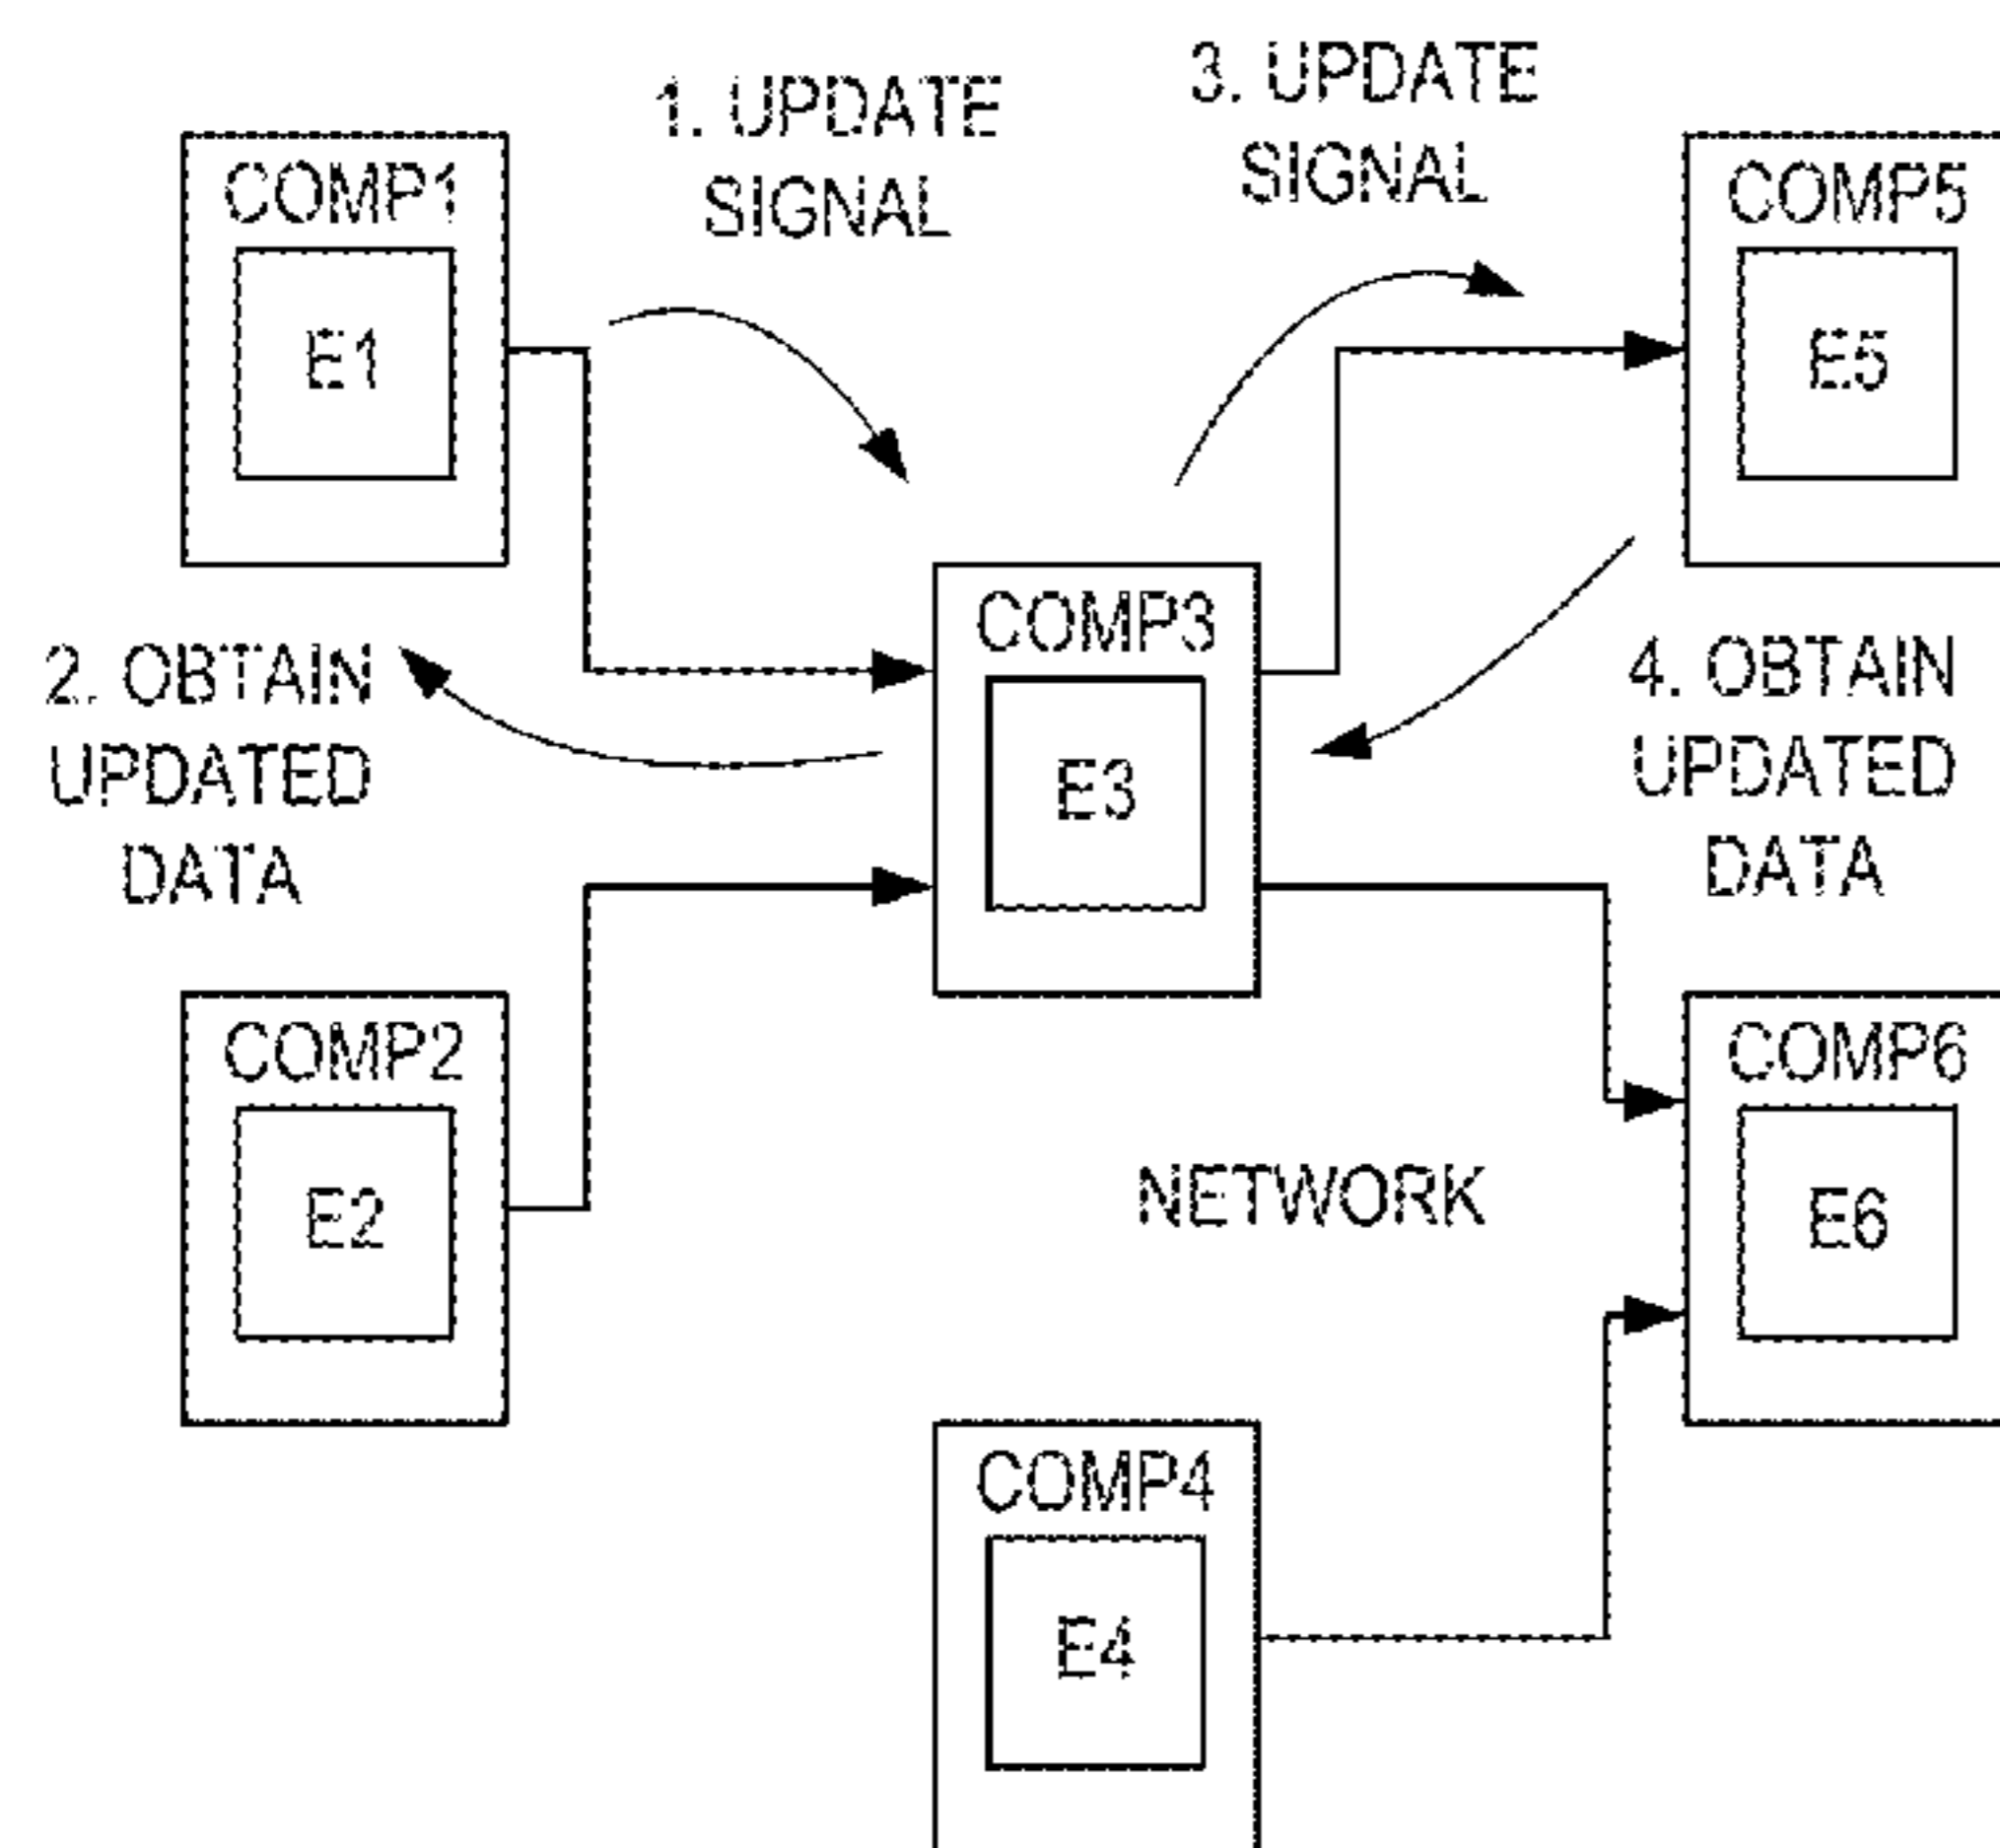 1. UPDATE
SIGNAL
3. UPDATE
SIGNAL
COMP1
E1
COMP5
E5
2. OBTAIN
UPDATED
DATA
COMP3
E3
4. OBTAIN
UPDATED
DATA
COMP2
E2
NETWORK
COMP6
E6
COMP4
E4